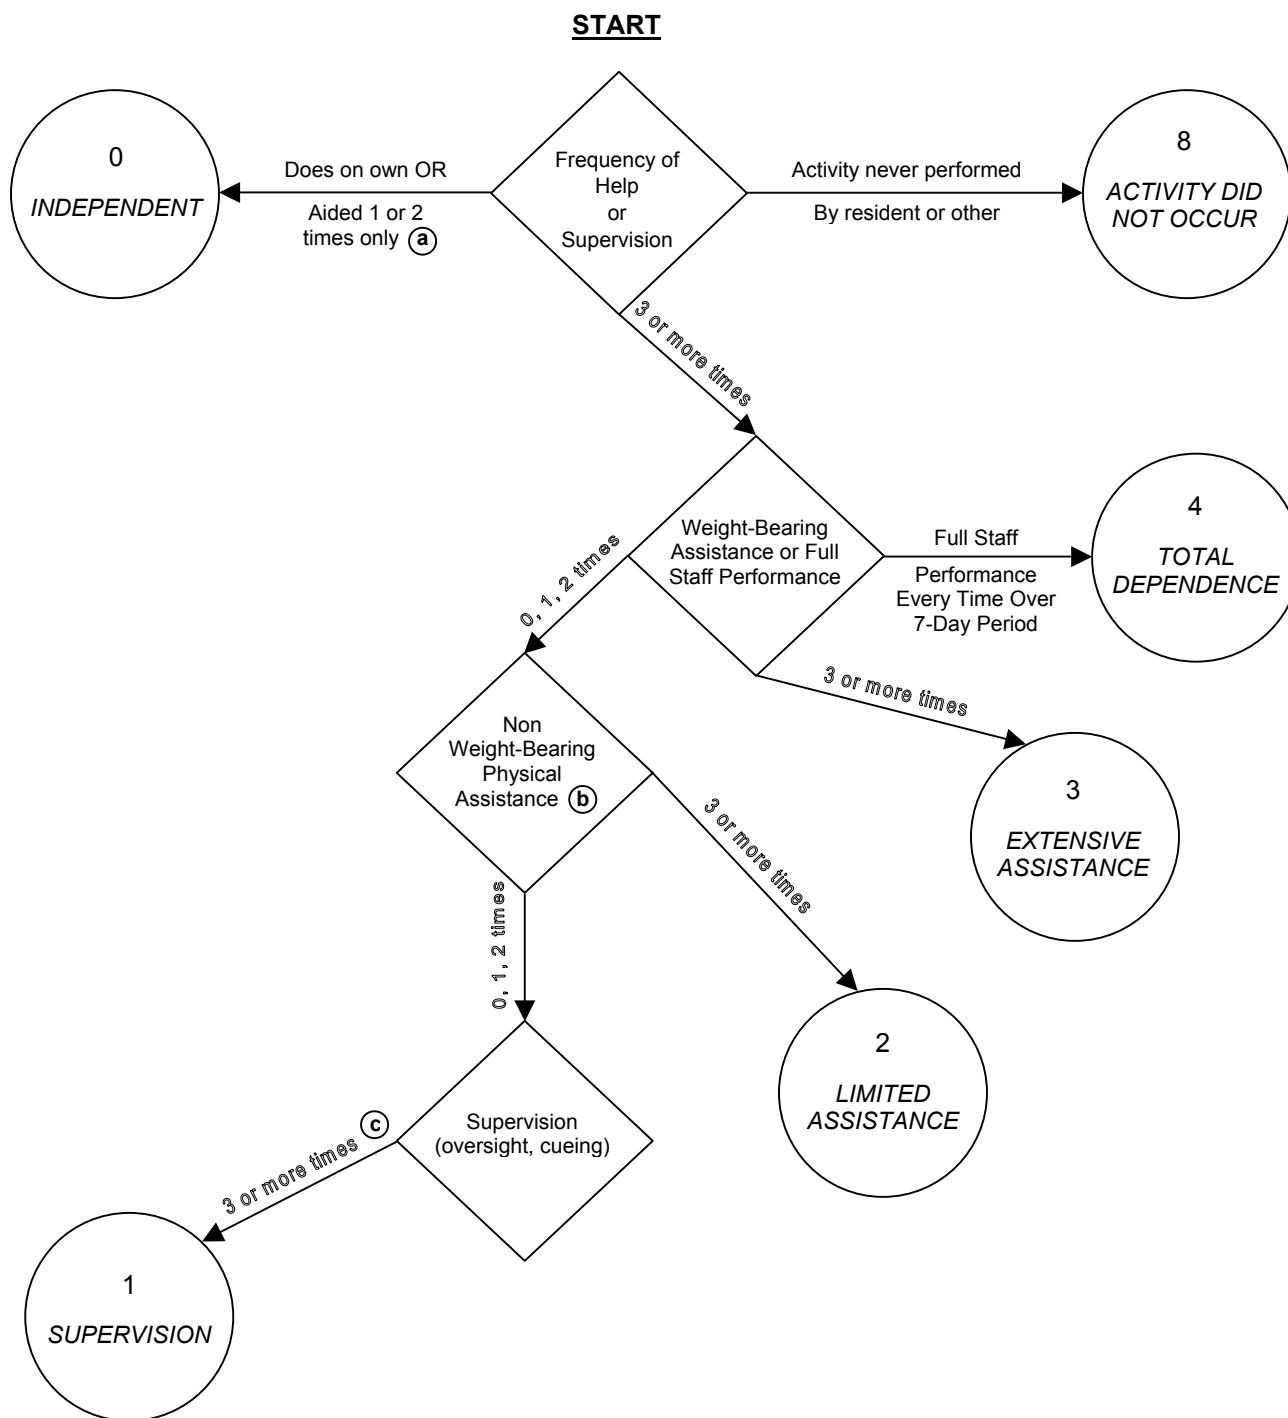 START
0
INDEPENDENT
Does on own OR
Aided 1 or 2
times only a
Frequency of
Help
or
Supervision
Activity never performed
By resident or other
8
ACTIVITY DID
NOT OCCUR
3 or more times
Weight-Bearing
Assistance or Full
Staff Performance
Full Staff
Performance
Every Time Over
7-Day Period
4
TOTAL
DEPENDENCE
0, 1, 2 times
3 or more times
3
EXTENSIVE
ASSISTANCE
Non
Weight-Bearing
Physical
Assistance b
3 or more times
2
LIMITED
ASSISTANCE
0, 1, 2 times
Supervision
(oversight, cueing)
3 or more times c
1
SUPERVISION